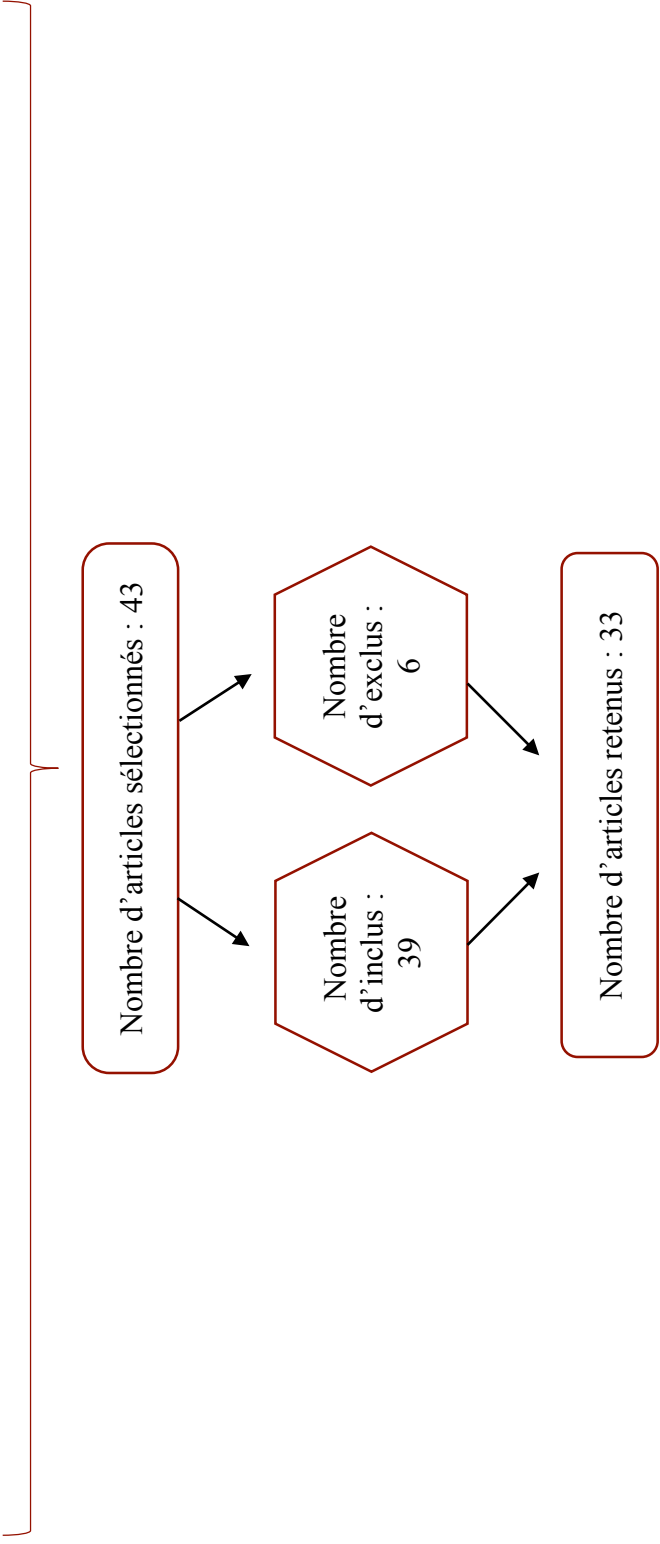 Nombre d’articles sélectionnés : 43
Nombre
d’inclus :
39
Nombre
d’exclus :
6
Nombre d’articles retenus : 33